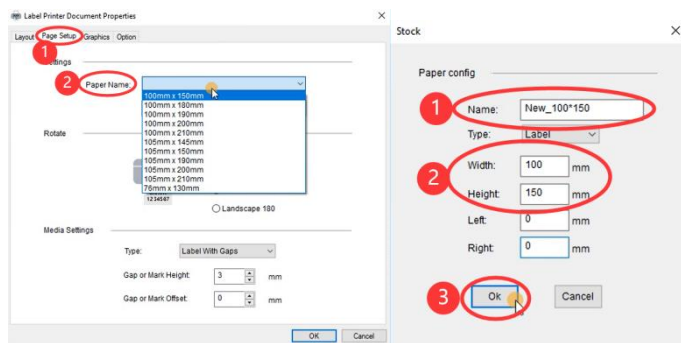 Label Printer Document Properties
Layout Page Setup Graphics Option
1
Settings
2 Paper Name:
100mm x 150mm
100mm x 180mm
100mm x 190mm
100mm x 200mm
100mm x 210mm
105mm x 145mm
105mm x 150mm
105mm x 190mm
105mm x 200mm
105mm x 210mm
76mm x 130mm
Rotate
1234567
Landscape 180
Media Settings
Type: Label With Gaps
Gap or Mark Height: 3 mm
Gap or Mark Offset: 0 mm
OK Cancel
Stock
Paper config
1 Name: New_100*150
Type: Label
2
Width: 100 mm
Height: 150 mm
Left: 0 mm
Right: 0 mm
3 Ok Cancel